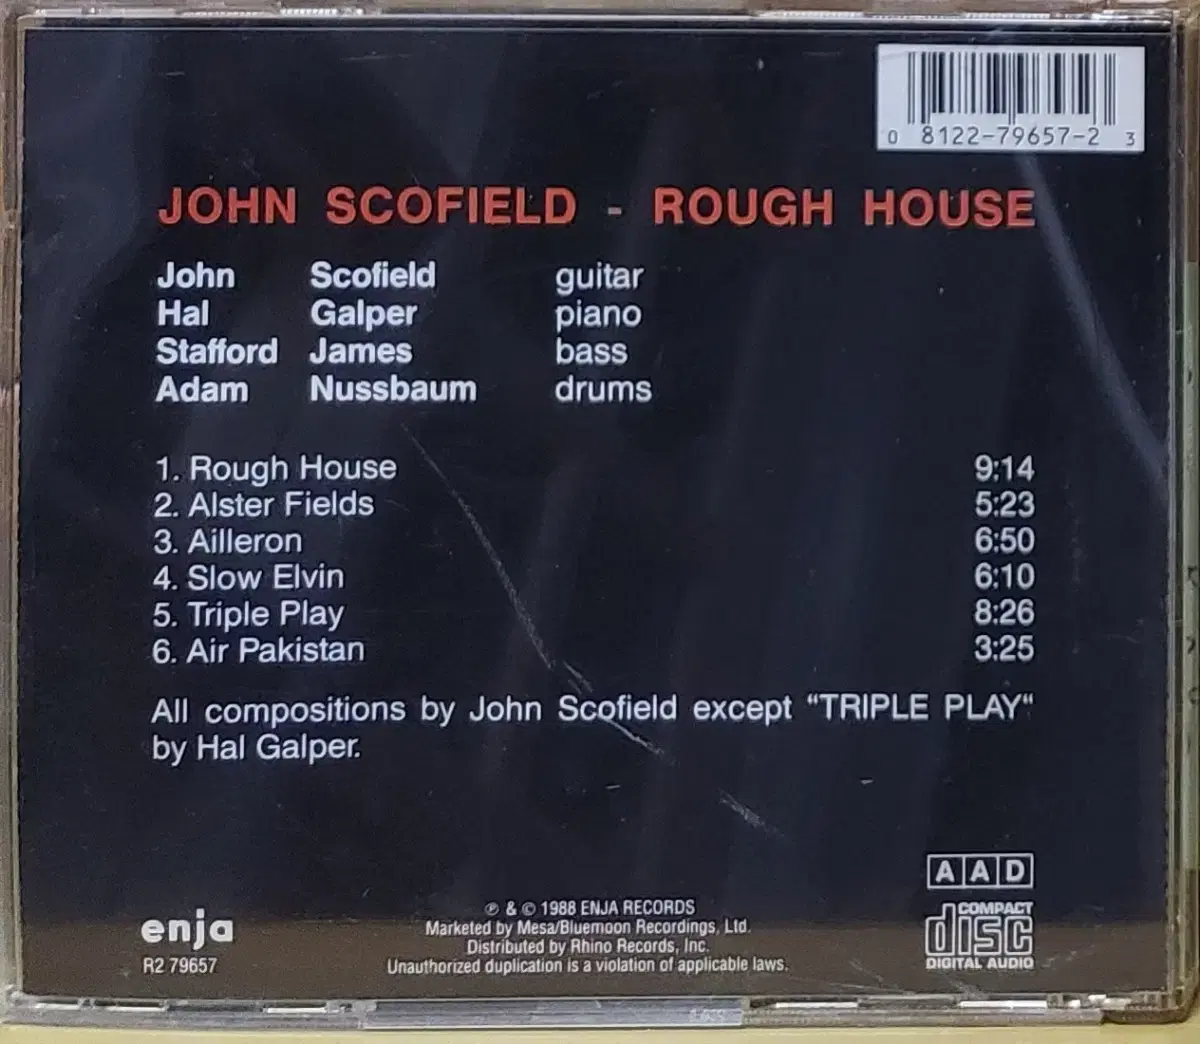 0 8122-79657-2 3
JOHN SCOFIELD - ROUGH HOUSE
John Scofield guitar
Hal Galper piano
Stafford James bass
Adam Nussbaum drums
1. Rough House 9:14
2. Alster Fields 5:23
3. Ailleron 6:50
4. Slow Elvin 6:10
5. Triple Play 8:26
6. Air Pakistan 3:25
All compositions by John Scofield except “TRIPLE PLAY“
by Hal Galper.
AAD
℗ & © 1988 ENJA RECORDS
Marketed by Mesa/Bluemoon Recordings, Ltd.
Distributed by Rhino Records, Inc.
Unauthorized duplication is a violation of applicable laws.
enja
R2 79657
COMPACT
disc
DIGITAL AUDIO